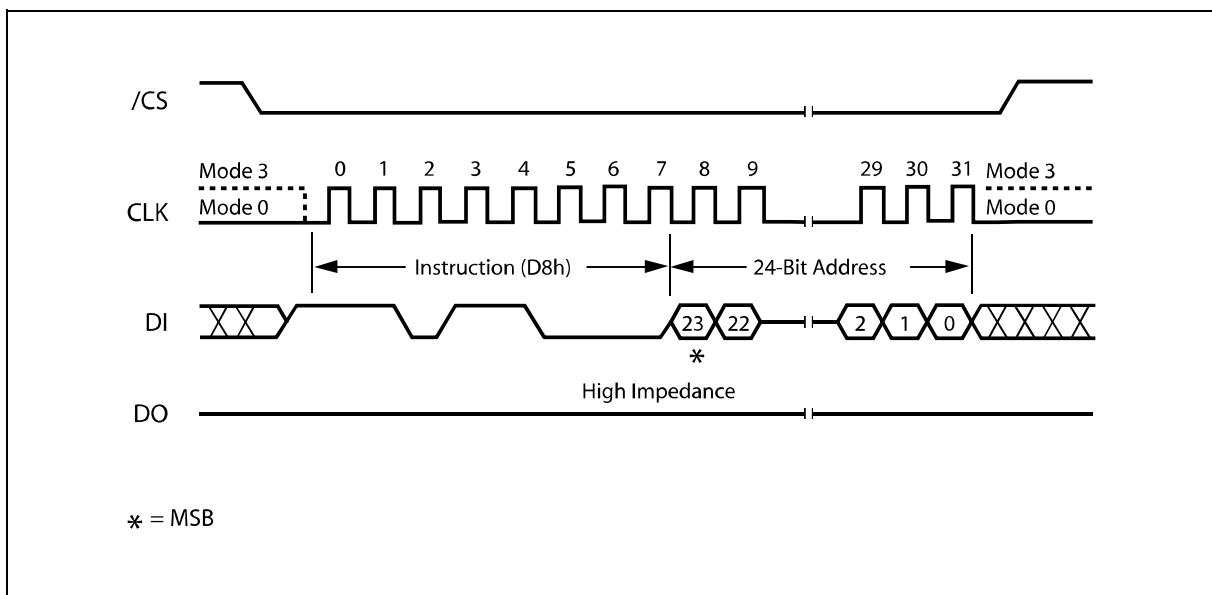 /CS
Mode 3 0 1 2 3 4 5 6 7 8 9 29 30 31 Mode 3
CLK Mode 0 Mode 0
Instruction (D8h) 24-Bit Address
DI 23 22 2 1 0
*
High Impedance
DO
* = MSB